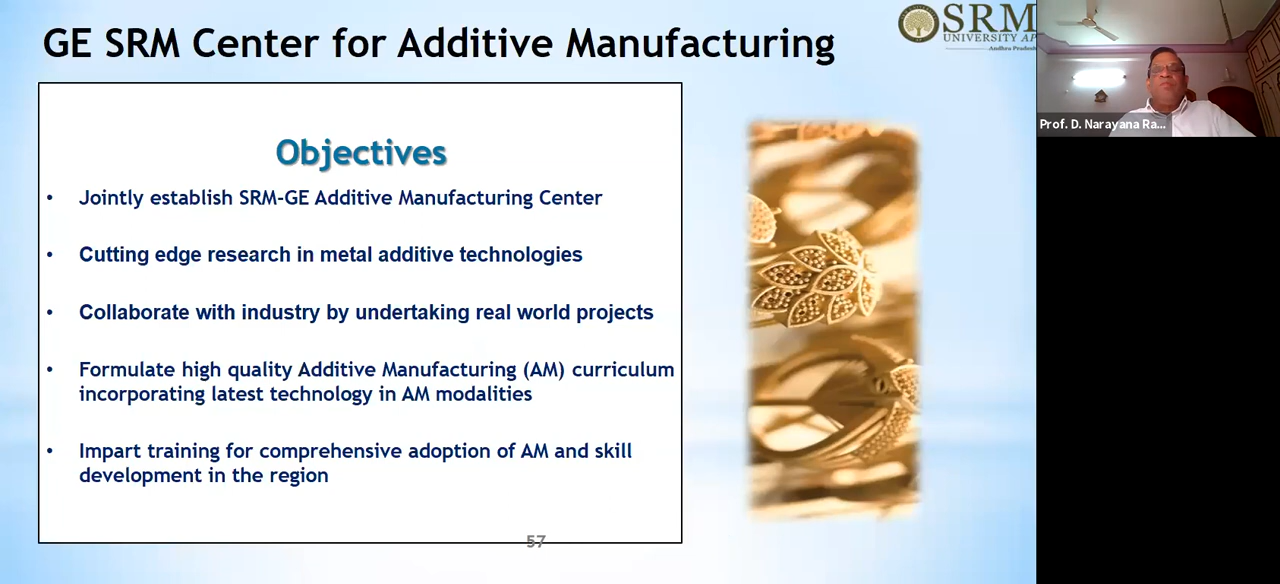 GE SRM Center for Additive Manufacturing
SRM
UNIVERSITY AP
Andhra Pradesh
Prof. D. Narayana Ra...
Objectives
• Jointly establish SRM-GE Additive Manufacturing Center
• Cutting edge research in metal additive technologies
• Collaborate with industry by undertaking real world projects
• Formulate high quality Additive Manufacturing (AM) curriculum
incorporating latest technology in AM modalities
• Impart training for comprehensive adoption of AM and skill
development in the region
57